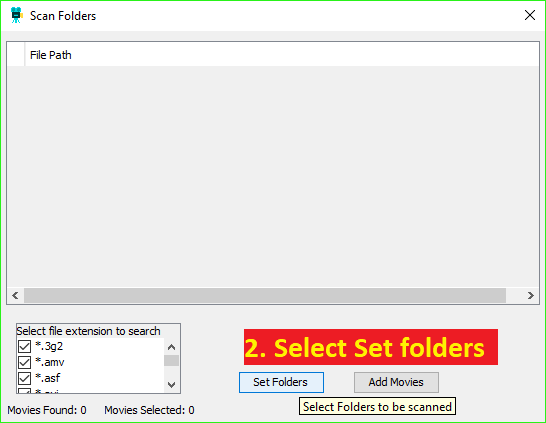 Scan Folders
File Path
Select file extension to search
*.3g2
*.amv
*.asf
2. Select Set folders
Set Folders
Add Movies
Select Folders to be scanned
Movies Found: 0
Movies Selected: 0